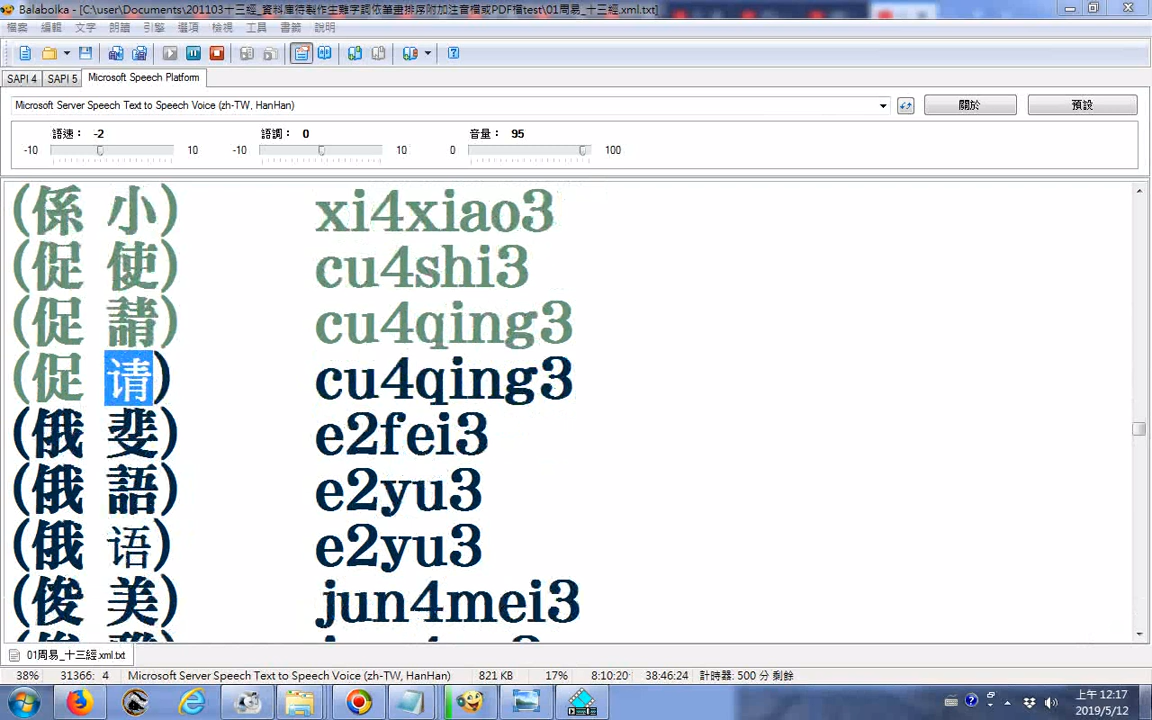 Balabolka - [C:\user\Documents\201103十三經_資料庫待製作生難字詞依筆畫排序附加注音檔或PDF檔test\01周易_十三經.xml.txt]
檔案 編輯 文字 朗讀 引擎 選項 檢視 工具 書籤 說明
SAPI 4 SAPI 5 Microsoft Speech Platform
Microsoft Server Speech Text to Speech Voice (zh-TW, HanHan) 關於 預設
語速： -2 語調： 0 音量： 95
-10 10 -10 10 0 100
(係 小) xi4xiao3
(促 使) cu4shi3
(促 請) cu4qing3
(促 请) cu4qing3
(俄 斐) e2fei3
(俄 語) e2yu3
(俄 语) e2yu3
(俊 美) jun4mei3
01周易_十三經.xml.txt
38% 31366: 4 Microsoft Server Speech Text to Speech Voice (zh-TW, HanHan) 821 KB 17% 8:10:20 38:46:24 計時器: 500 分 剩餘
上午 12:17
2019/5/12